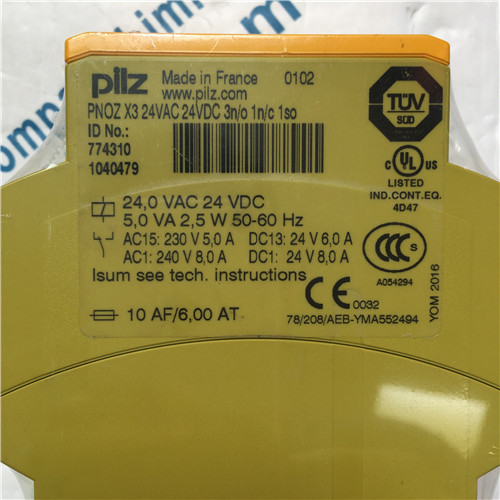 pilz Made in France 0102
www.pilz.com
PNOZ X3 24VAC 24VDC 3n/o 1n/c 1so
ID No.:
774310
1040479
TÜV
SÜD
C UL US
LISTED
IND.CONT.EQ.
4D47
24,0 VAC 24 VDC
5,0 VA 2,5 W 50-60 Hz
AC15: 230 V 5,0 A DC13: 24 V 6,0 A
AC1: 240 V 8,0 A DC1: 24 V 8,0 A
Isum see tech. instructions
CCC S
A054294
CE 0032
10 AF/6,00 AT
78/208/AEB-YMA552494
YOM 2016